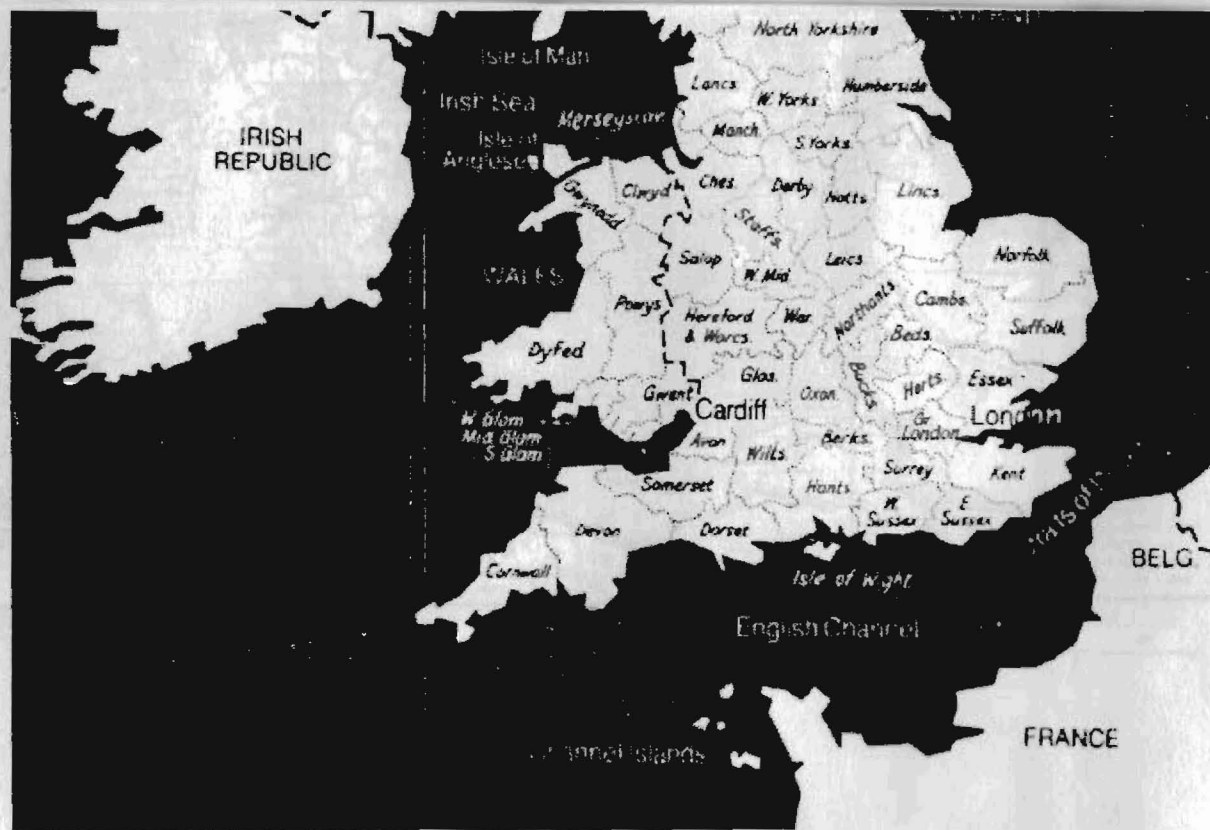 North Yorkshire
Isle of Man
Lancs.
W. Yorks
Humberside
Irish Sea
Manch.
S. Yorks.
IRISH
REPUBLIC
Isle of
Clwyd
Ches.
Derby
Notts.
Lincs.
Gwynedd
Staffs.
Salop
W. Mid.
Leics
Norfolk
WALES
Powys
Hereford
& Worcs.
War.
Northants.
Cambs.
Suffolk
Beds.
Dyfed
Glos.
Bucks.
Herts.
Essex
Gwent
Cardiff
Oxon.
London
W Glam
Mid Glam
S Glam
Avon
Wilts.
Berks.
Gr.
London
Surrey
Kent
Somerset
Hants
W
Sussex
E
Sussex
Devon
Dorset
Cornwall
Isle of Wight
BELG
English Channel
FRANCE